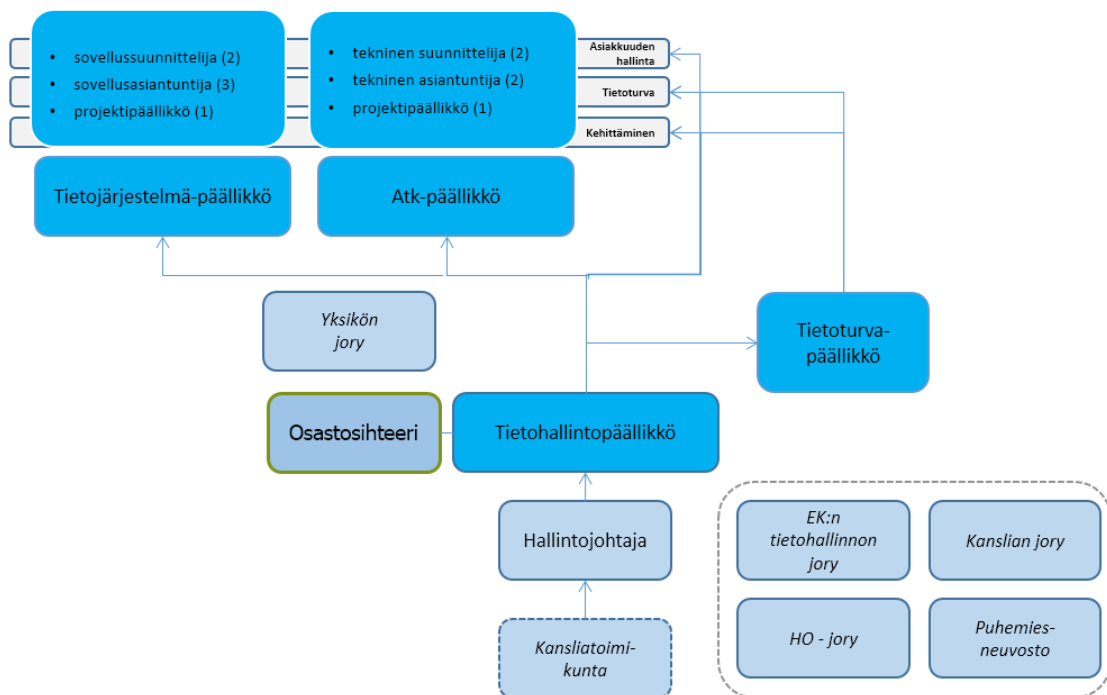 • sovellussuunnittelija (2)
• sovellusasiantuntija (3)
• projektipäällikkö (1)
• tekninen suunnittelija (2)
• tekninen asiantuntija (2)
• projektipäällikkö (1)
Asiakkuuden
hallinta
Tietoturva
Kehittäminen
Tietojärjestelmä-päällikkö
Atk-päällikkö
Yksikön
jory
Tietoturva-
päällikkö
Osastosihteeri
Tietohallintopäällikkö
Hallintojohtaja
EK:n
tietohallinnon
jory
Kanslian jory
Kansliatoimi-
kunta
HO - jory
Puhemies-
neuvosto